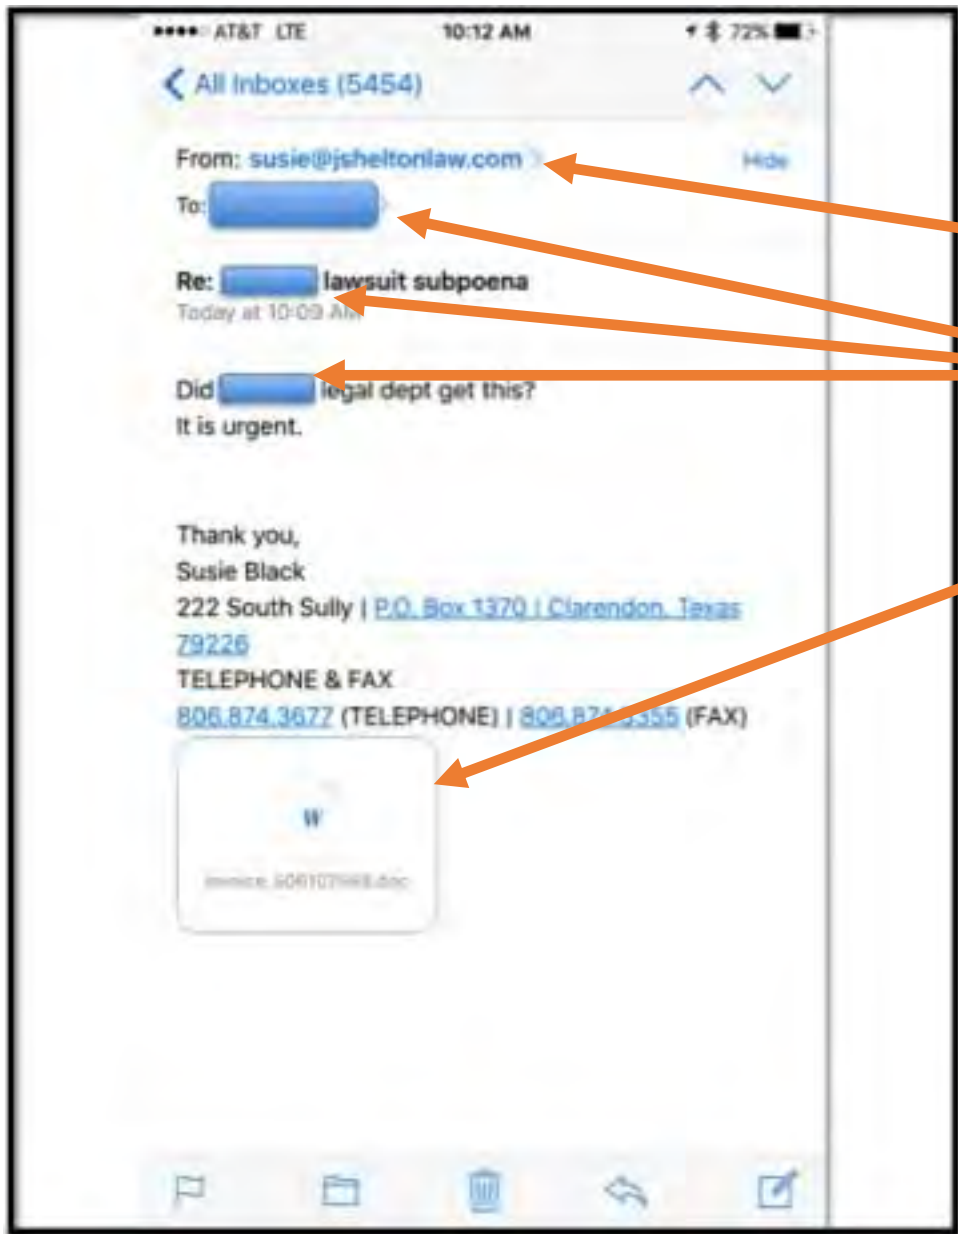 AT&T LTE 10:12 AM 72%
All Inboxes (5454)
From: susie@jsheltonlaw.com Hide
To:
Re: lawsuit subpoena
Today at 10:09 AM
Did legal dept get this?
It is urgent.
Thank you,
Susie Black
222 South Sully | P.O. Box 1370 | Clarendon, Texas
79226
TELEPHONE & FAX
806.874.3677 (TELEPHONE) | 806.874. (FAX)
W